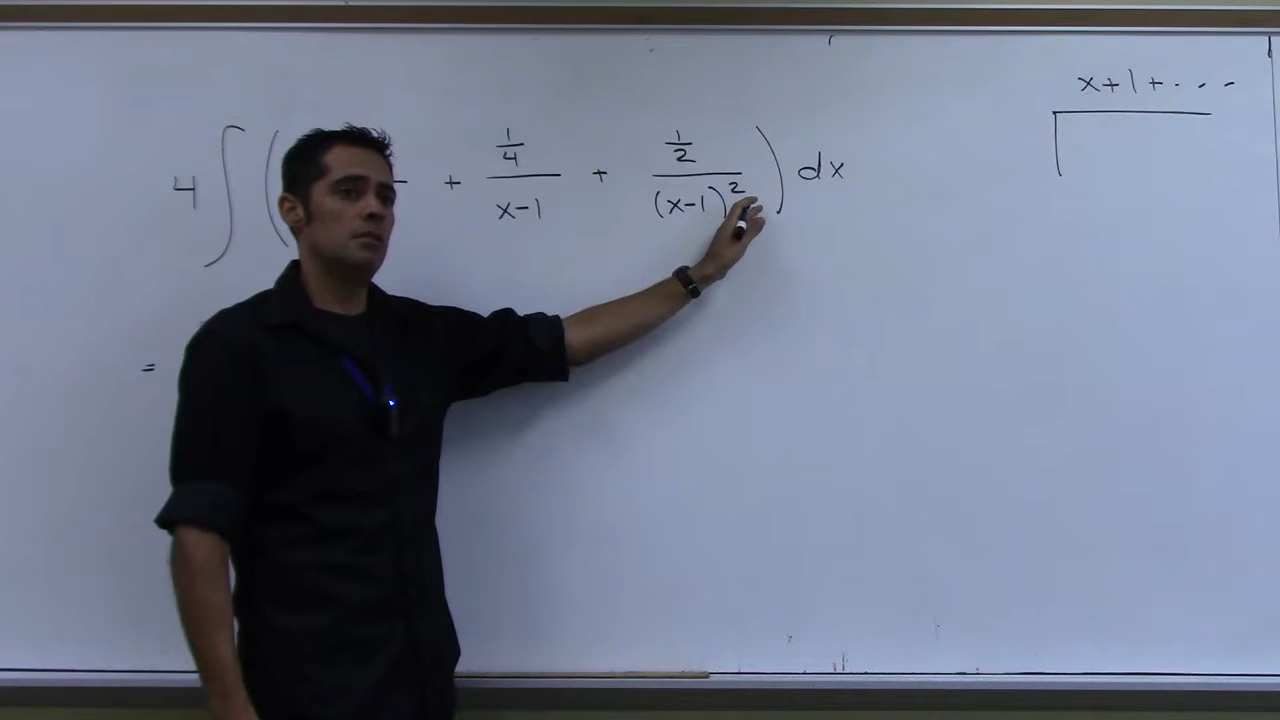 x+1+...-
4 ∫ ( + 1/4 / x-1 + 1/2 / (x-1)² ) dx
=